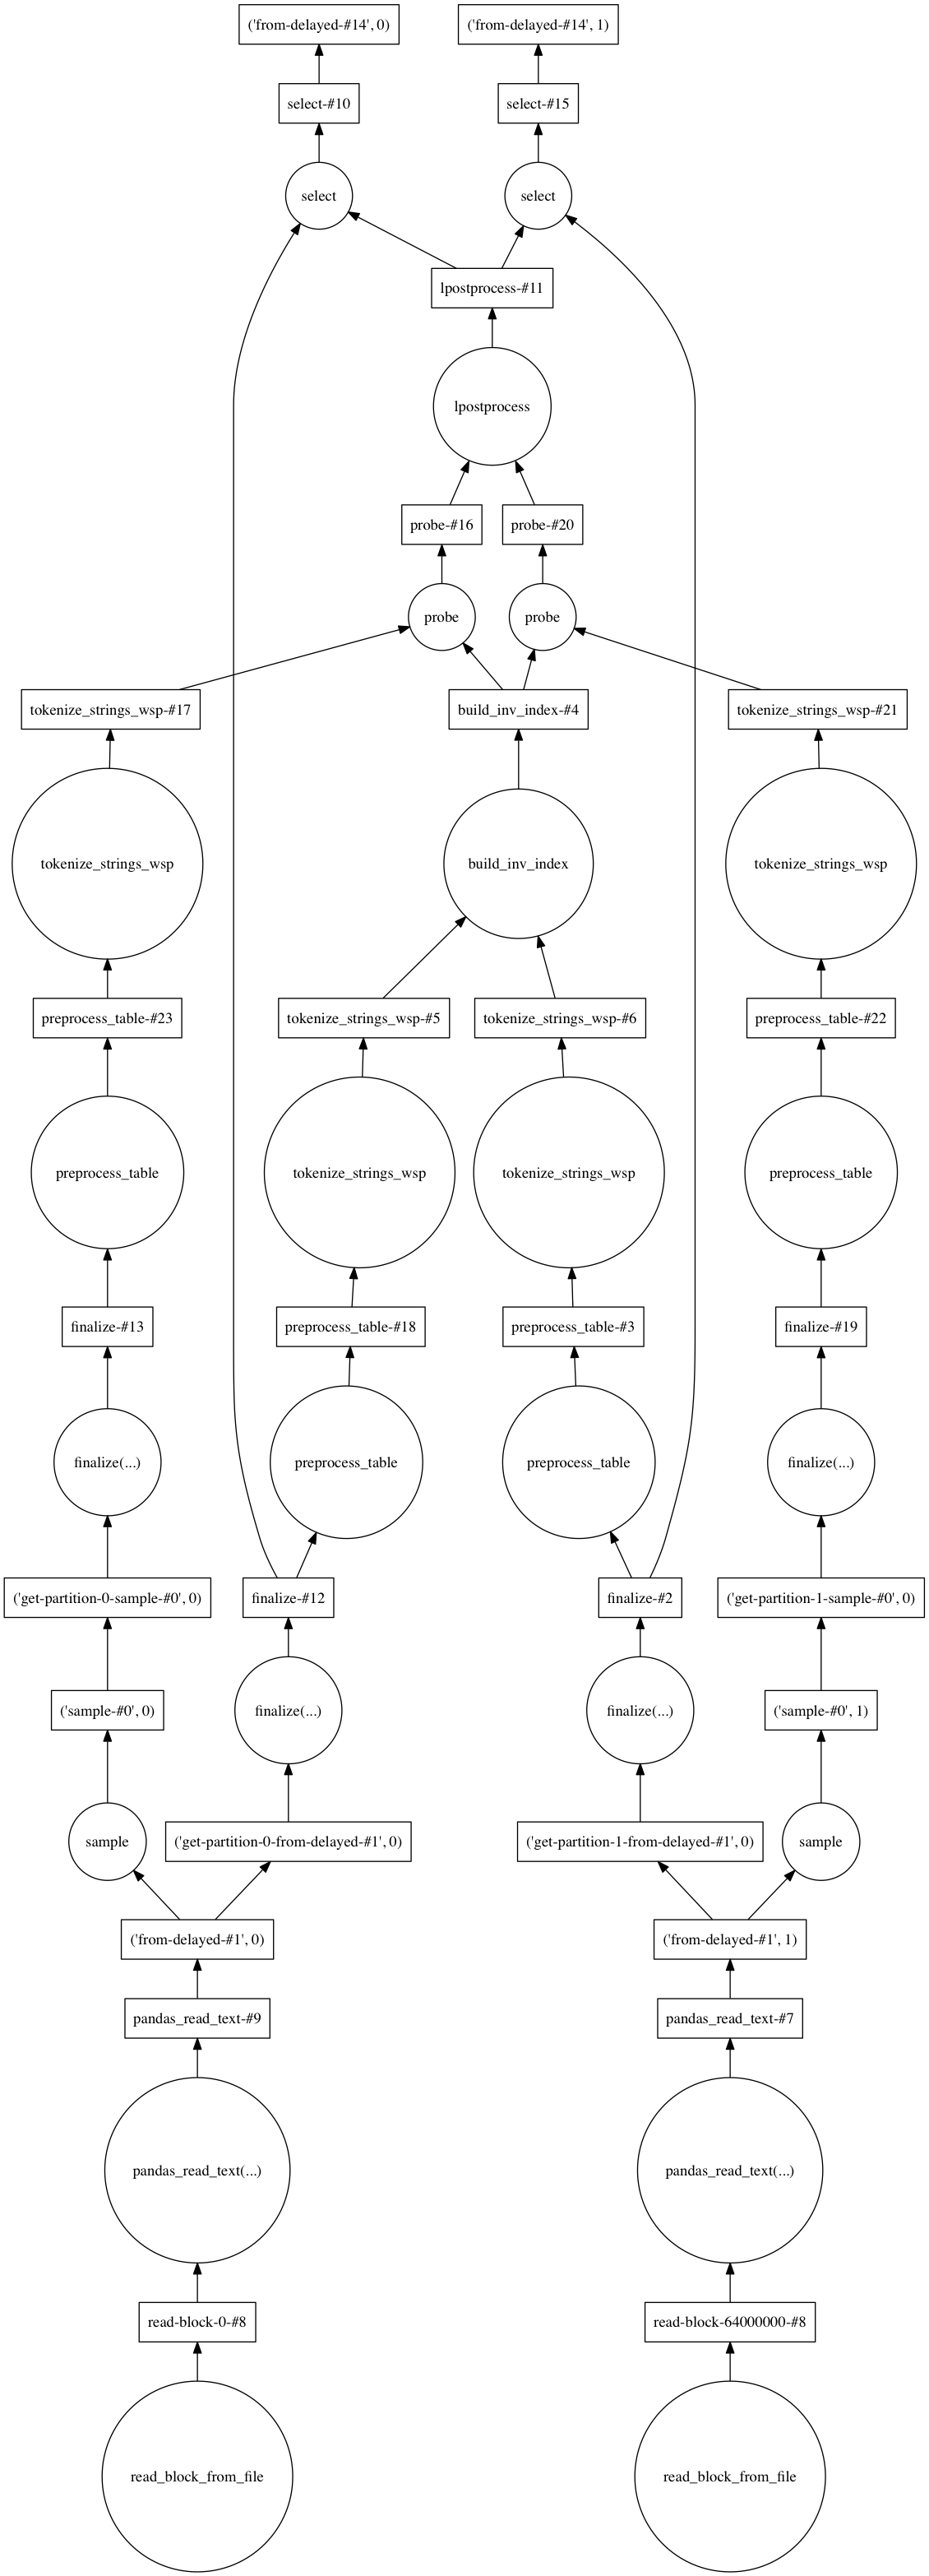 ('from-delayed-#14', 0)
('from-delayed-#14', 1)
select-#10
select-#15
select
select
lpostprocess-#11
lpostprocess
probe-#16
probe-#20
probe
probe
tokenize_strings_wsp-#17
build_inv_index-#4
tokenize_strings_wsp-#21
tokenize_strings_wsp
build_inv_index
tokenize_strings_wsp
preprocess_table-#23
tokenize_strings_wsp-#5
tokenize_strings_wsp-#6
preprocess_table-#22
preprocess_table
tokenize_strings_wsp
tokenize_strings_wsp
preprocess_table
finalize-#13
preprocess_table-#18
preprocess_table-#3
finalize-#19
finalize(...)
preprocess_table
preprocess_table
finalize(...)
('get-partition-0-sample-#0', 0)
finalize-#12
finalize-#2
('get-partition-1-sample-#0', 0)
('sample-#0', 0)
finalize(...)
finalize(...)
('sample-#0', 1)
sample
('get-partition-0-from-delayed-#1', 0)
('get-partition-1-from-delayed-#1', 0)
sample
('from-delayed-#1', 0)
('from-delayed-#1', 1)
pandas_read_text-#9
pandas_read_text-#7
pandas_read_text(...)
pandas_read_text(...)
read-block-0-#8
read-block-64000000-#8
read_block_from_file
read_block_from_file